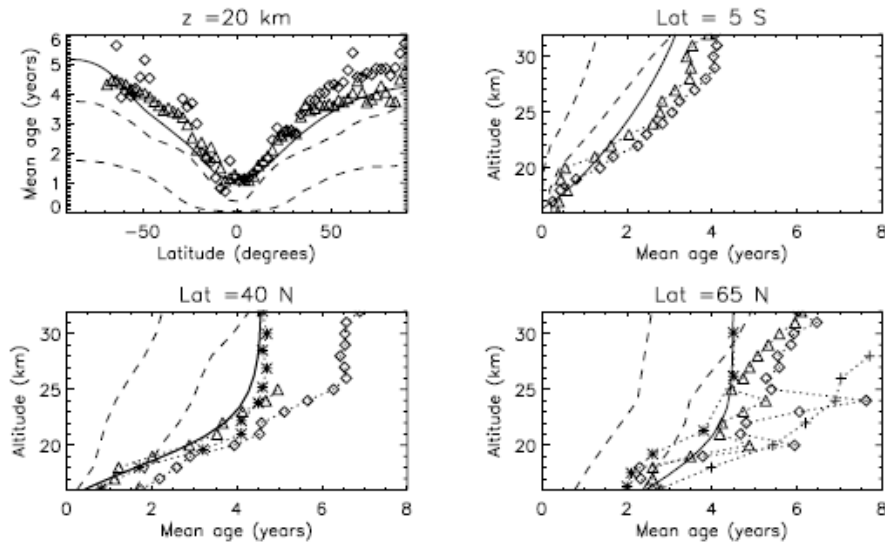 z =20 km
Mean age (years)
6
5
4
3
2
1
0
−50
0
50
Latitude (degrees)
Lat = 5 S
Altitude (km)
30
20
0
2
4
6
8
Mean age (years)
Lat =40 N
Altitude (km)
30
20
0
2
4
6
8
Mean age (years)
Lat =65 N
Altitude (km)
30
20
0
2
4
6
8
Mean age (years)